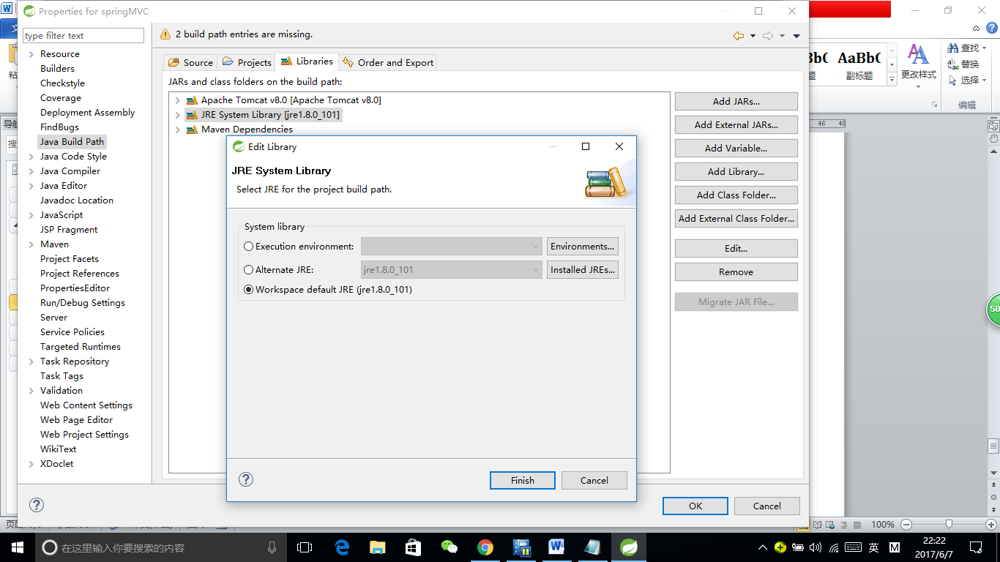 Properties for springMVC
type filter text
Resource
Builders
Checkstyle
Coverage
Deployment Assembly
FindBugs
Java Build Path
Java Code Style
Java Compiler
Java Editor
Javadoc Location
JavaScript
JSP Fragment
Maven
Project Facets
Project References
PropertiesEditor
Run/Debug Settings
Server
Service Policies
Targeted Runtimes
Task Repository
Task Tags
Validation
Web Content Settings
Web Page Editor
Web Project Settings
WikiText
XDoclet
2 build path entries are missing.
Source
Projects
Libraries
Order and Export
JARs and class folders on the build path:
Apache Tomcat v8.0 [Apache Tomcat v8.0]
JRE System Library [jre1.8.0_101]
Maven Dependencies
Add JARs...
Add External JARs...
Add Variable...
Add Library...
Add Class Folder...
Add External Class Folder...
Edit...
Remove
Migrate JAR File...
Edit Library
JRE System Library
Select JRE for the project build path.
System library
Execution environment:
Environments...
Alternate JRE:
jre1.8.0_101
Installed JREs...
Workspace default JRE (jre1.8.0_101)
Finish
Cancel
OK
Cancel
AaBbC
副标题
更改样式
查找
替换
选择
编辑
46 48
50
100%
在这里输入你要搜索的内容
英
M
22:22
2017/6/7